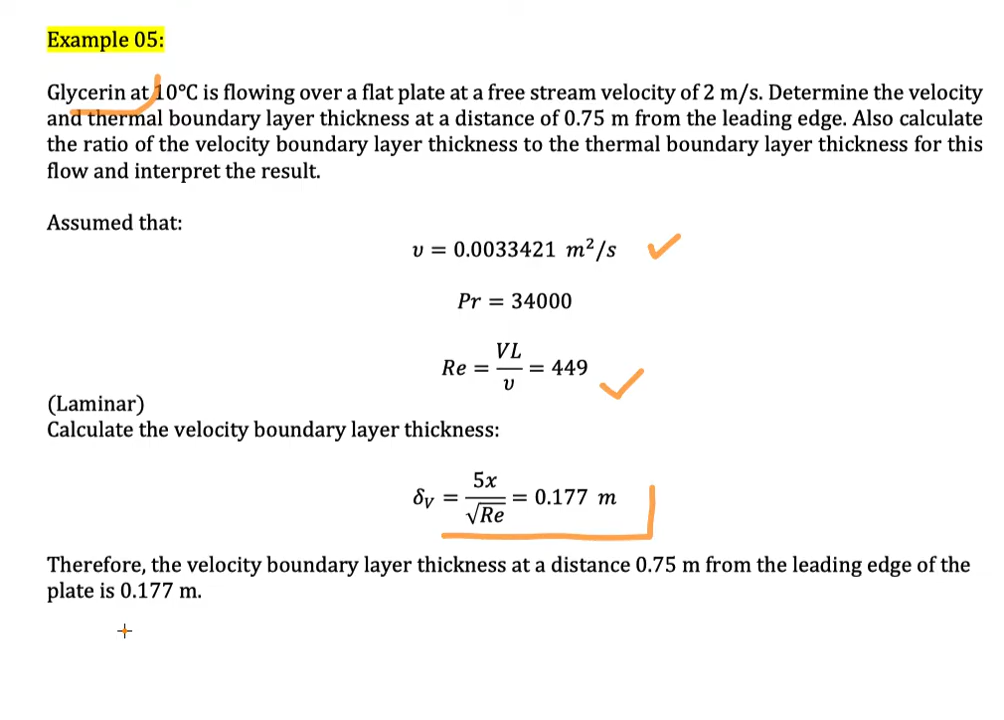 Example 05:
Glycerin at 10°C is flowing over a flat plate at a free stream velocity of 2 m/s. Determine the velocity
and thermal boundary layer thickness at a distance of 0.75 m from the leading edge. Also calculate
the ratio of the velocity boundary layer thickness to the thermal boundary layer thickness for this
flow and interpret the result.
Assumed that:
υ = 0.0033421 m²/s
Pr = 34000
Re = VL/υ = 449
(Laminar)
Calculate the velocity boundary layer thickness:
δ_V = 5x/√Re = 0.177 m
Therefore, the velocity boundary layer thickness at a distance 0.75 m from the leading edge of the
plate is 0.177 m.